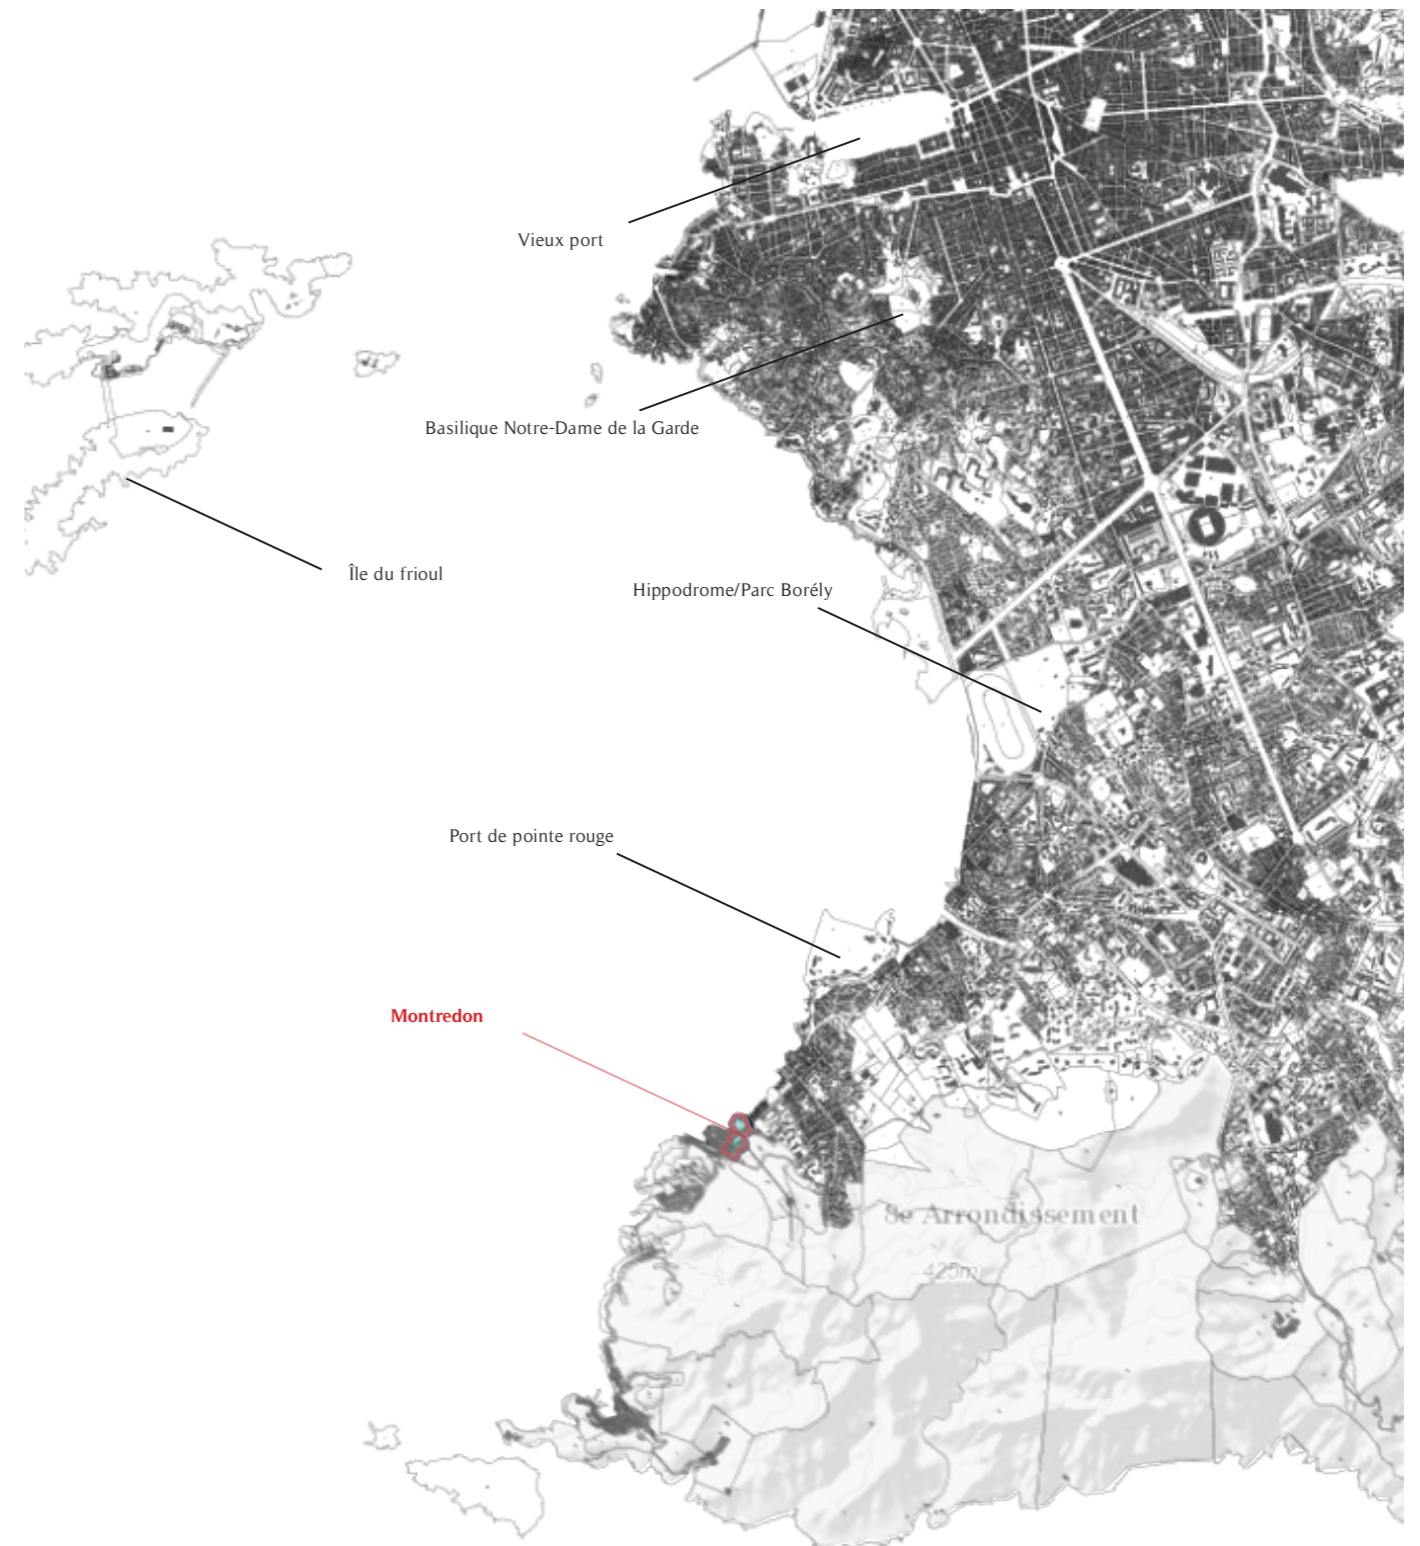 Vieux port
Basilique Notre-Dame de la Garde
Île du frioul
Hippodrome/Parc Borély
Port de pointe rouge
Montredon
8e Arrondissement
425m